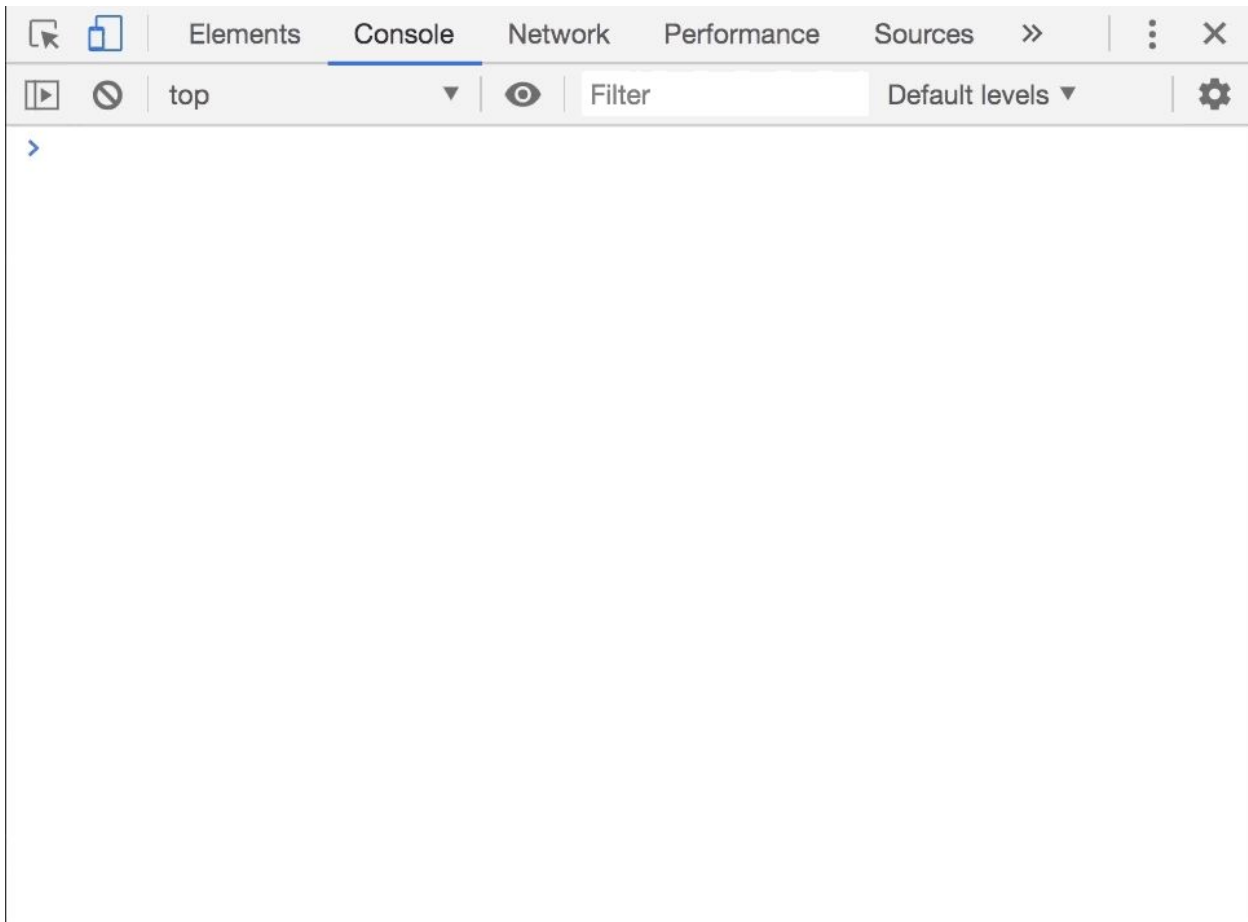 Elements Console Network Performance Sources »
top ▼ Filter Default levels ▼
>